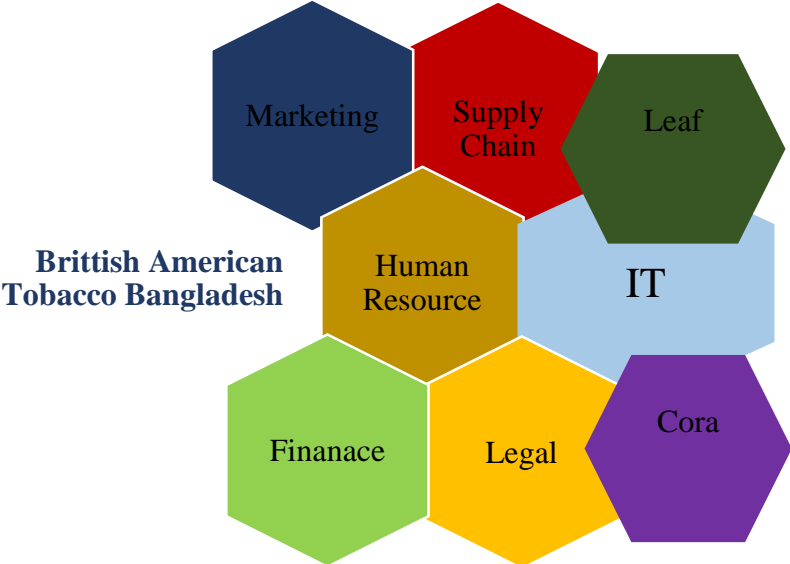 Marketing
Supply
Chain
Leaf
Brittish American
Tobacco Bangladesh
Human
Resource
IT
Finanace
Legal
Cora